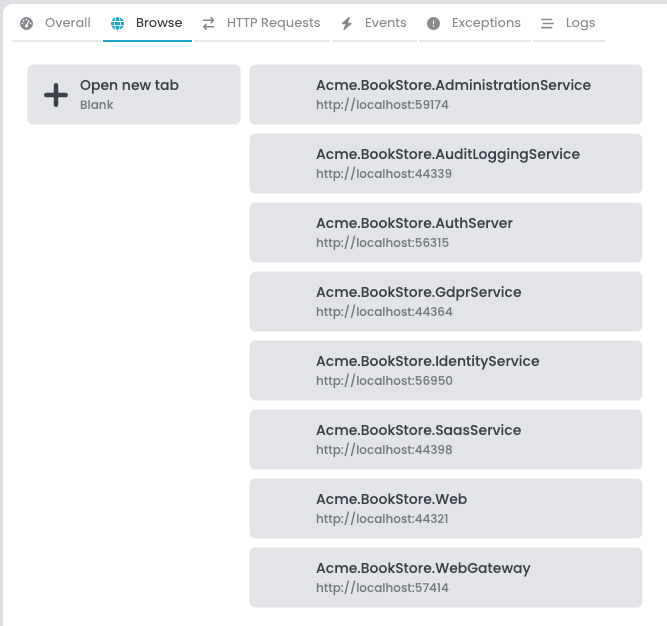 Overall
Browse
HTTP Requests
Events
Exceptions
Logs
Open new tab
Blank
Acme.BookStore.AdministrationService
http://localhost:59174
Acme.BookStore.AuditLoggingService
http://localhost:44339
Acme.BookStore.AuthServer
http://localhost:56315
Acme.BookStore.GdprService
http://localhost:44364
Acme.BookStore.IdentityService
http://localhost:56950
Acme.BookStore.SaasService
http://localhost:44398
Acme.BookStore.Web
http://localhost:44321
Acme.BookStore.WebGateway
http://localhost:57414